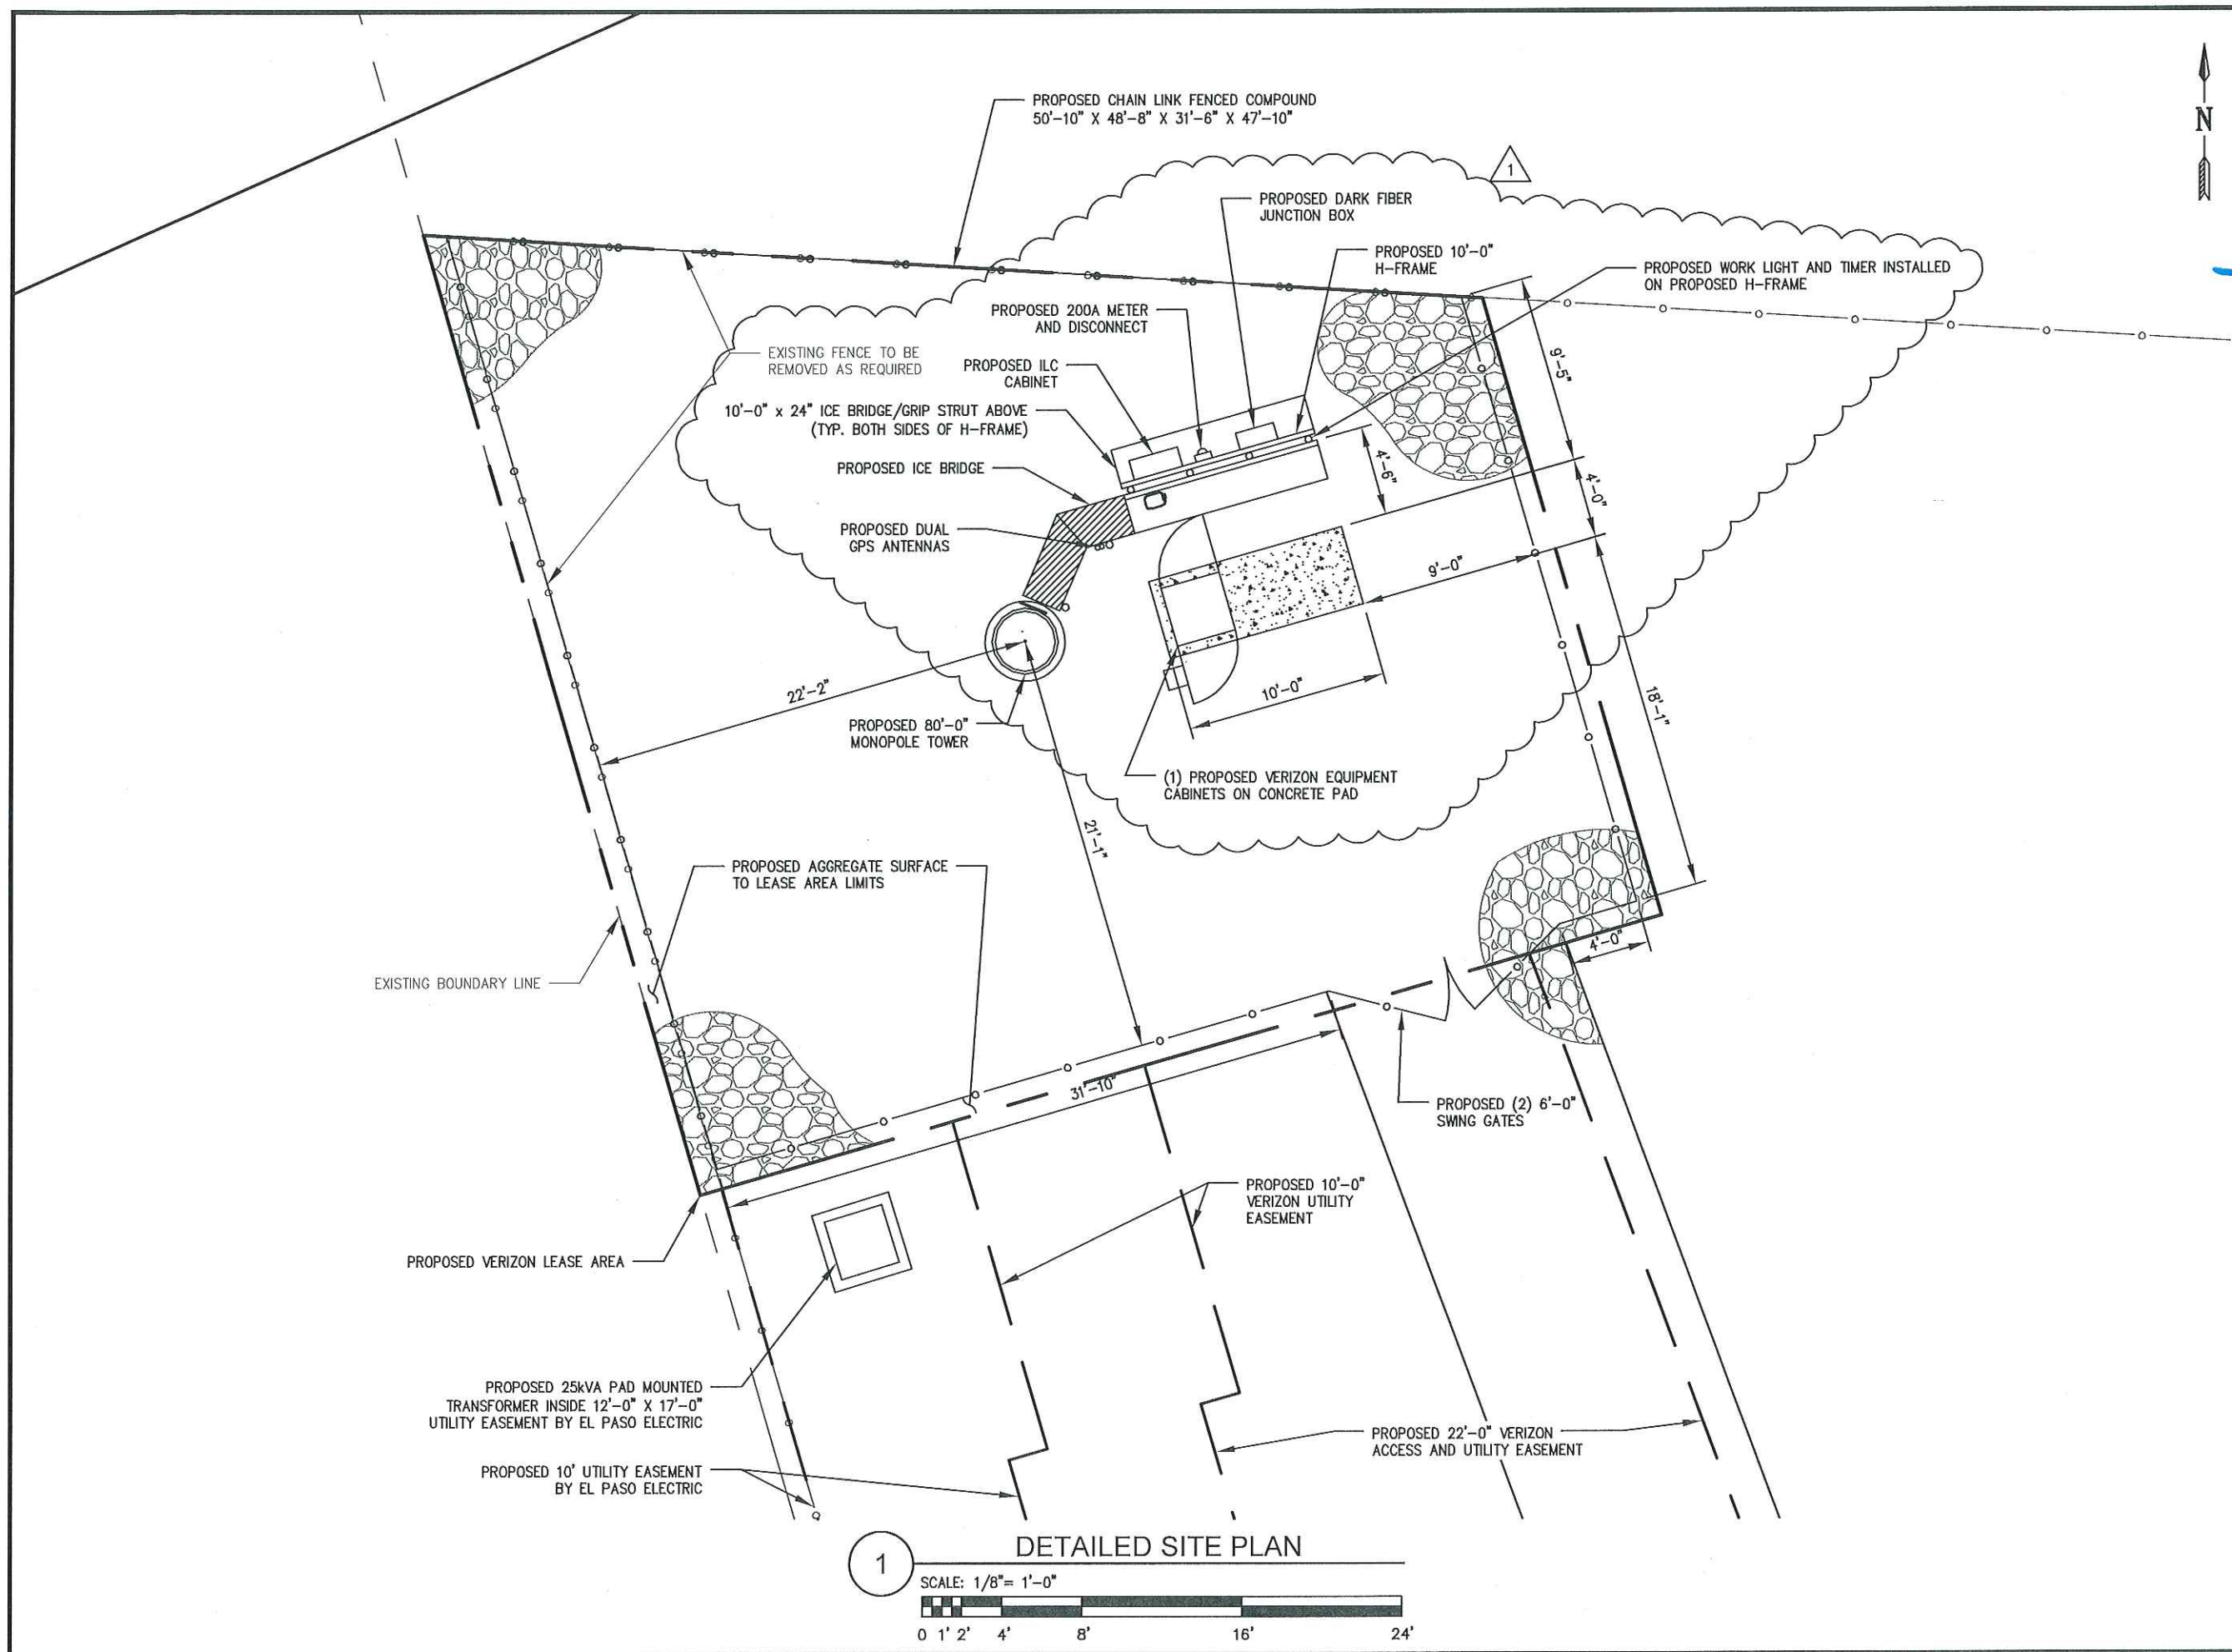 PROPOSED CHAIN LINK FENCED COMPOUND
50'-10" X 48'-8" X 31'-6" X 47'-10"
N
1
PROPOSED DARK FIBER
JUNCTION BOX
PROPOSED 10'-0"
H-FRAME
PROPOSED WORK LIGHT AND TIMER INSTALLED
ON PROPOSED H-FRAME
PROPOSED 200A METER
AND DISCONNECT
EXISTING FENCE TO BE
REMOVED AS REQUIRED
PROPOSED ILC
CABINET
10'-0" x 24" ICE BRIDGE/GRIP STRUT ABOVE
(TYP. BOTH SIDES OF H-FRAME)
PROPOSED ICE BRIDGE
PROPOSED DUAL
GPS ANTENNAS
9'-5"
4'-6"
4'-0"
9'-0"
22'-2"
10'-0"
18'-1"
PROPOSED 80'-0"
MONOPOLE TOWER
(1) PROPOSED VERIZON EQUIPMENT
CABINETS ON CONCRETE PAD
21'-1"
PROPOSED AGGREGATE SURFACE
TO LEASE AREA LIMITS
4'-0"
EXISTING BOUNDARY LINE
31'-10"
PROPOSED (2) 6'-0"
SWING GATES
PROPOSED 10'-0"
VERIZON UTILITY
EASEMENT
PROPOSED VERIZON LEASE AREA
PROPOSED 25kVA PAD MOUNTED
TRANSFORMER INSIDE 12'-0" X 17'-0"
UTILITY EASEMENT BY EL PASO ELECTRIC
PROPOSED 22'-0" VERIZON
ACCESS AND UTILITY EASEMENT
PROPOSED 10' UTILITY EASEMENT
BY EL PASO ELECTRIC
1
DETAILED SITE PLAN
SCALE: 1/8"= 1'-0"
0 1' 2' 4' 8' 16' 24'